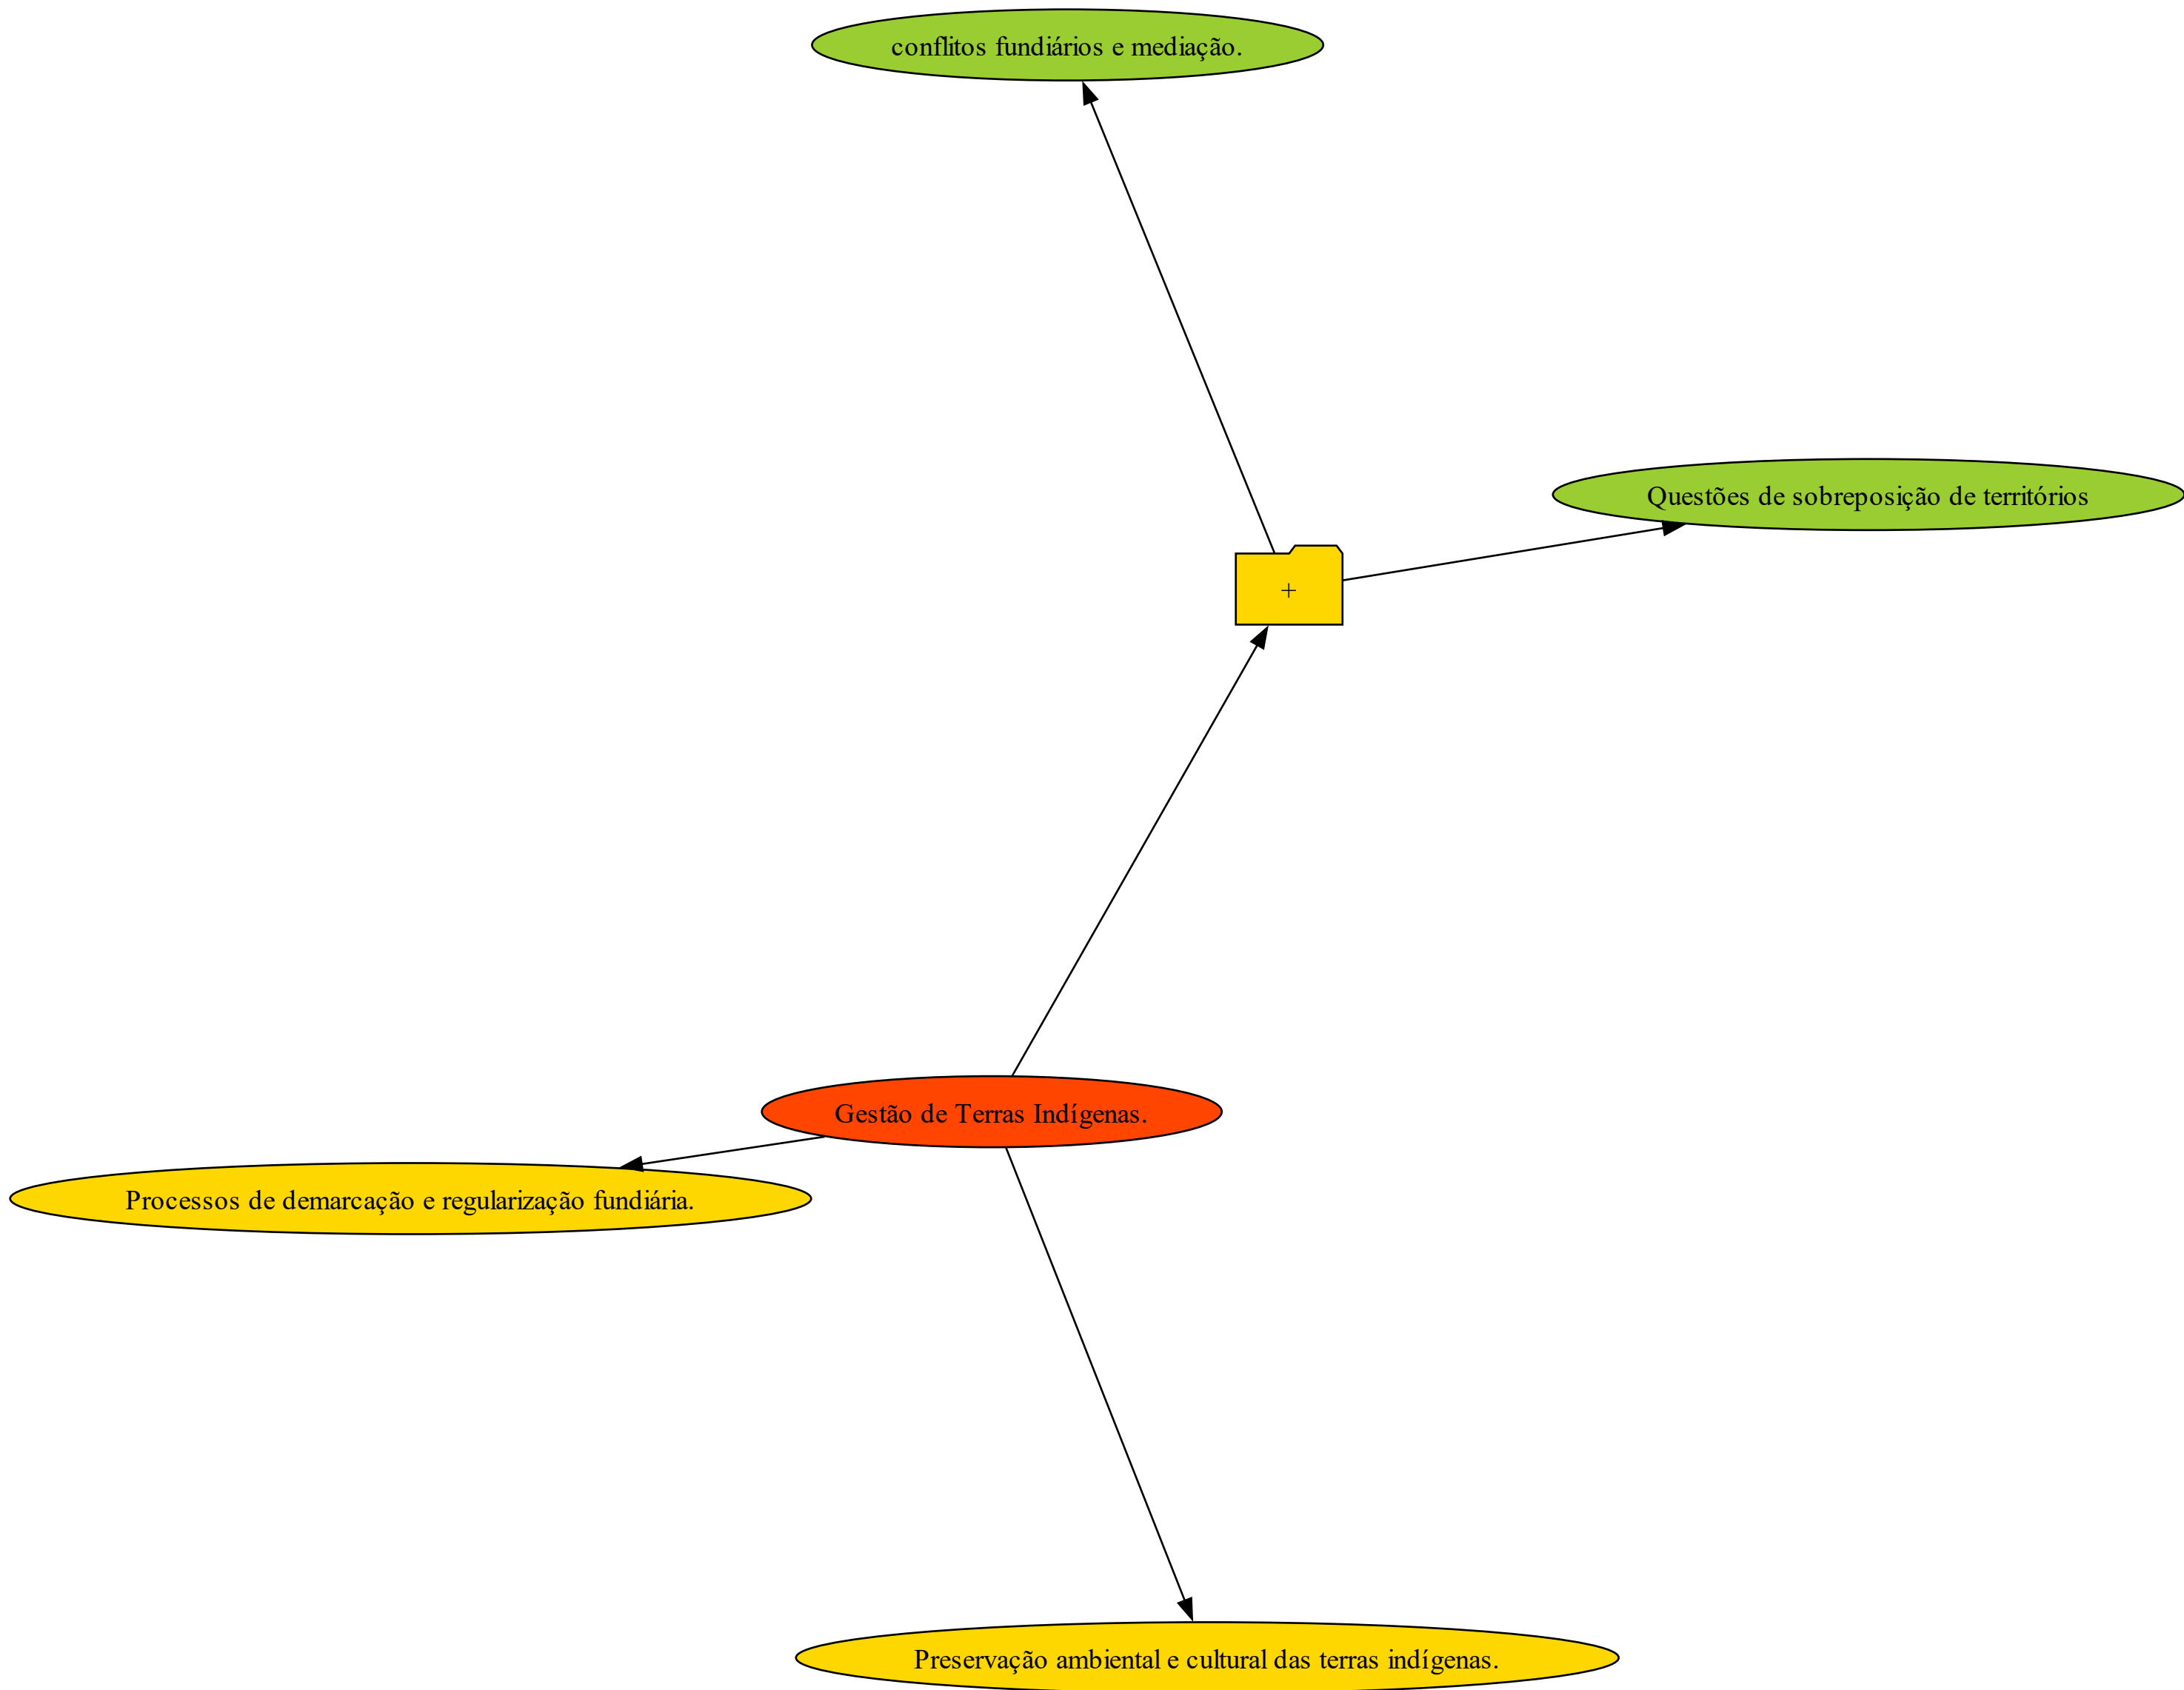 conflitos fundiários e mediação.
Questões de sobreposição de territórios
+
Gestão de Terras Indígenas.
Processos de demarcação e regularização fundiária.
Preservação ambiental e cultural das terras indígenas.